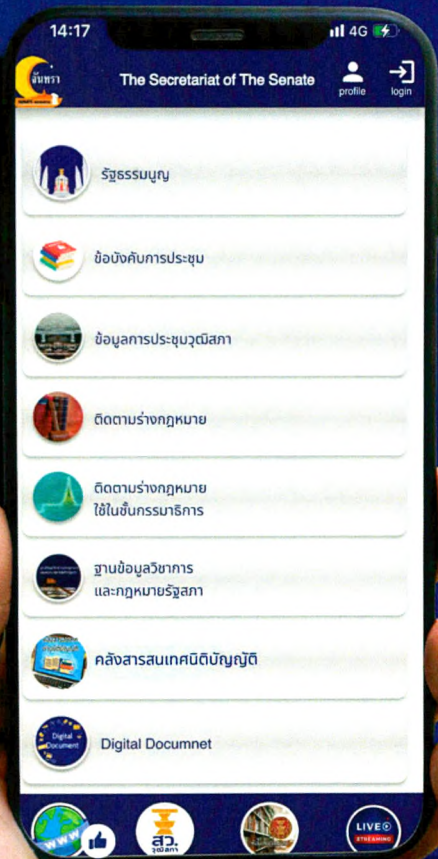 14:17
4G
จันทรา
The Secretariat of The Senate
profile
login
รัฐธรรมนูญ
ข้อบังคับการประชุม
ข้อมูลการประชุมวุฒิสภา
ติดตามร่างกฎหมาย
ติดตามร่างกฎหมาย
ใช้ในชั้นกรรมาธิการ
ฐานข้อมูลวิชาการ
และกฎหมายรัฐสภา
คลังสารสนเทศนิติบัญญัติ
Digital
Document
Digital Documnet
WWW
สว.
วุฒิสภา
LIVE
STREAMING